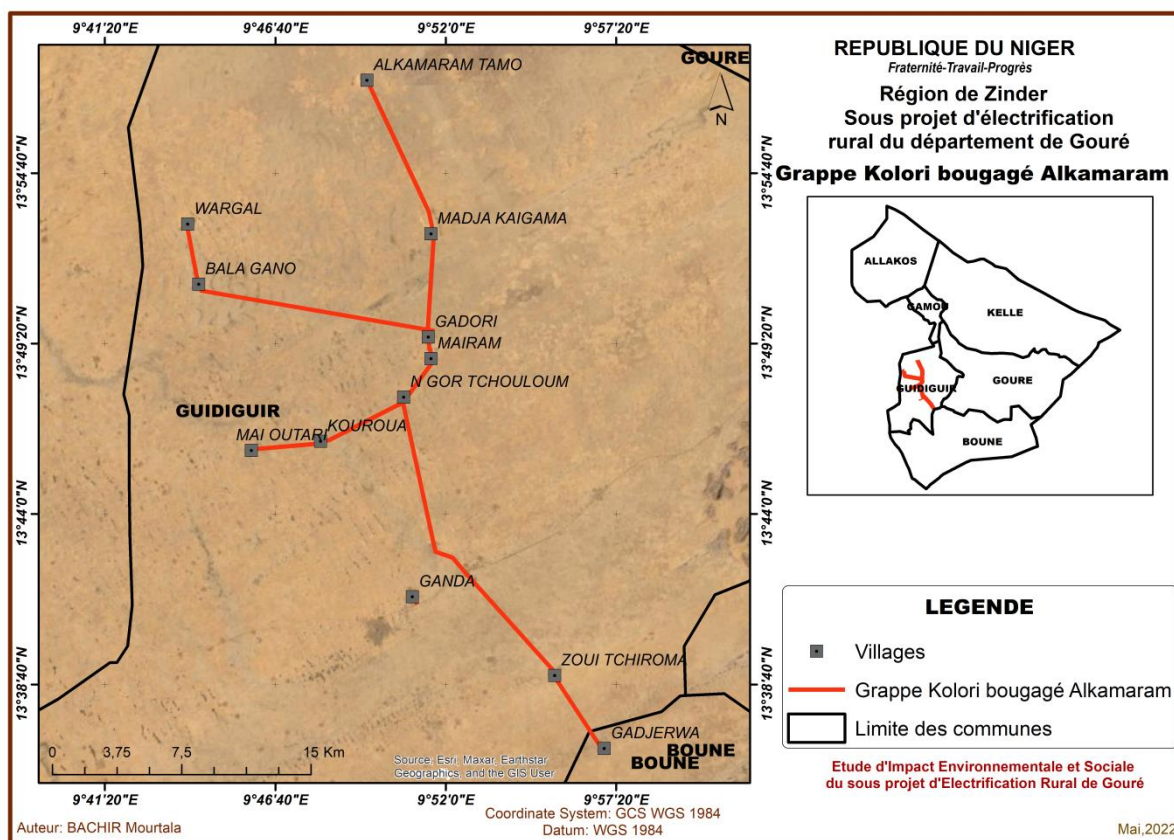 9°41'20"E 9°46'40"E 9°52'0"E 9°57'20"E
GOURE
ALKAMARAM TAMO
N
13°54'40"N
13°54'40"N
WARGAL
MADJA KAIGAMA
BALA GANO
GADORI
13°49'20"N
13°49'20"N
MAIRAM
N GOR TCHOULOUM
GUIDIGUIR
KOUROUA
MAI OUTARI
13°44'0"N
13°44'0"N
GANDA
ZOUI TCHIROMA
13°38'40"N
13°38'40"N
GADJERWA
BOUNE
BOUNE
0 3,75 7,5 15 Km
Source: Esri, Maxar, Earthstar
Geographics, and the GIS User
9°41'20"E 9°46'40"E 9°52'0"E 9°57'20"E
Auteur: BACHIR Mourtala
Coordinate System: GCS WGS 1984
Datum: WGS 1984
REPUBLIQUE DU NIGER
Fraternité-Travail-Progrès
Région de Zinder
Sous projet d'électrification
rural du département de Gouré
Grappe Kolori bougagé Alkamaram
ALLAKOS
GAMOU
KELLE
GUIDIGUIR
GOURE
BOUNE
LEGENDE
Villages
Grappe Kolori bougagé Alkamaram
Limite des communes
Etude d'Impact Environnementale et Sociale
du sous projet d'Electrification Rural de Gouré
Mai,2022